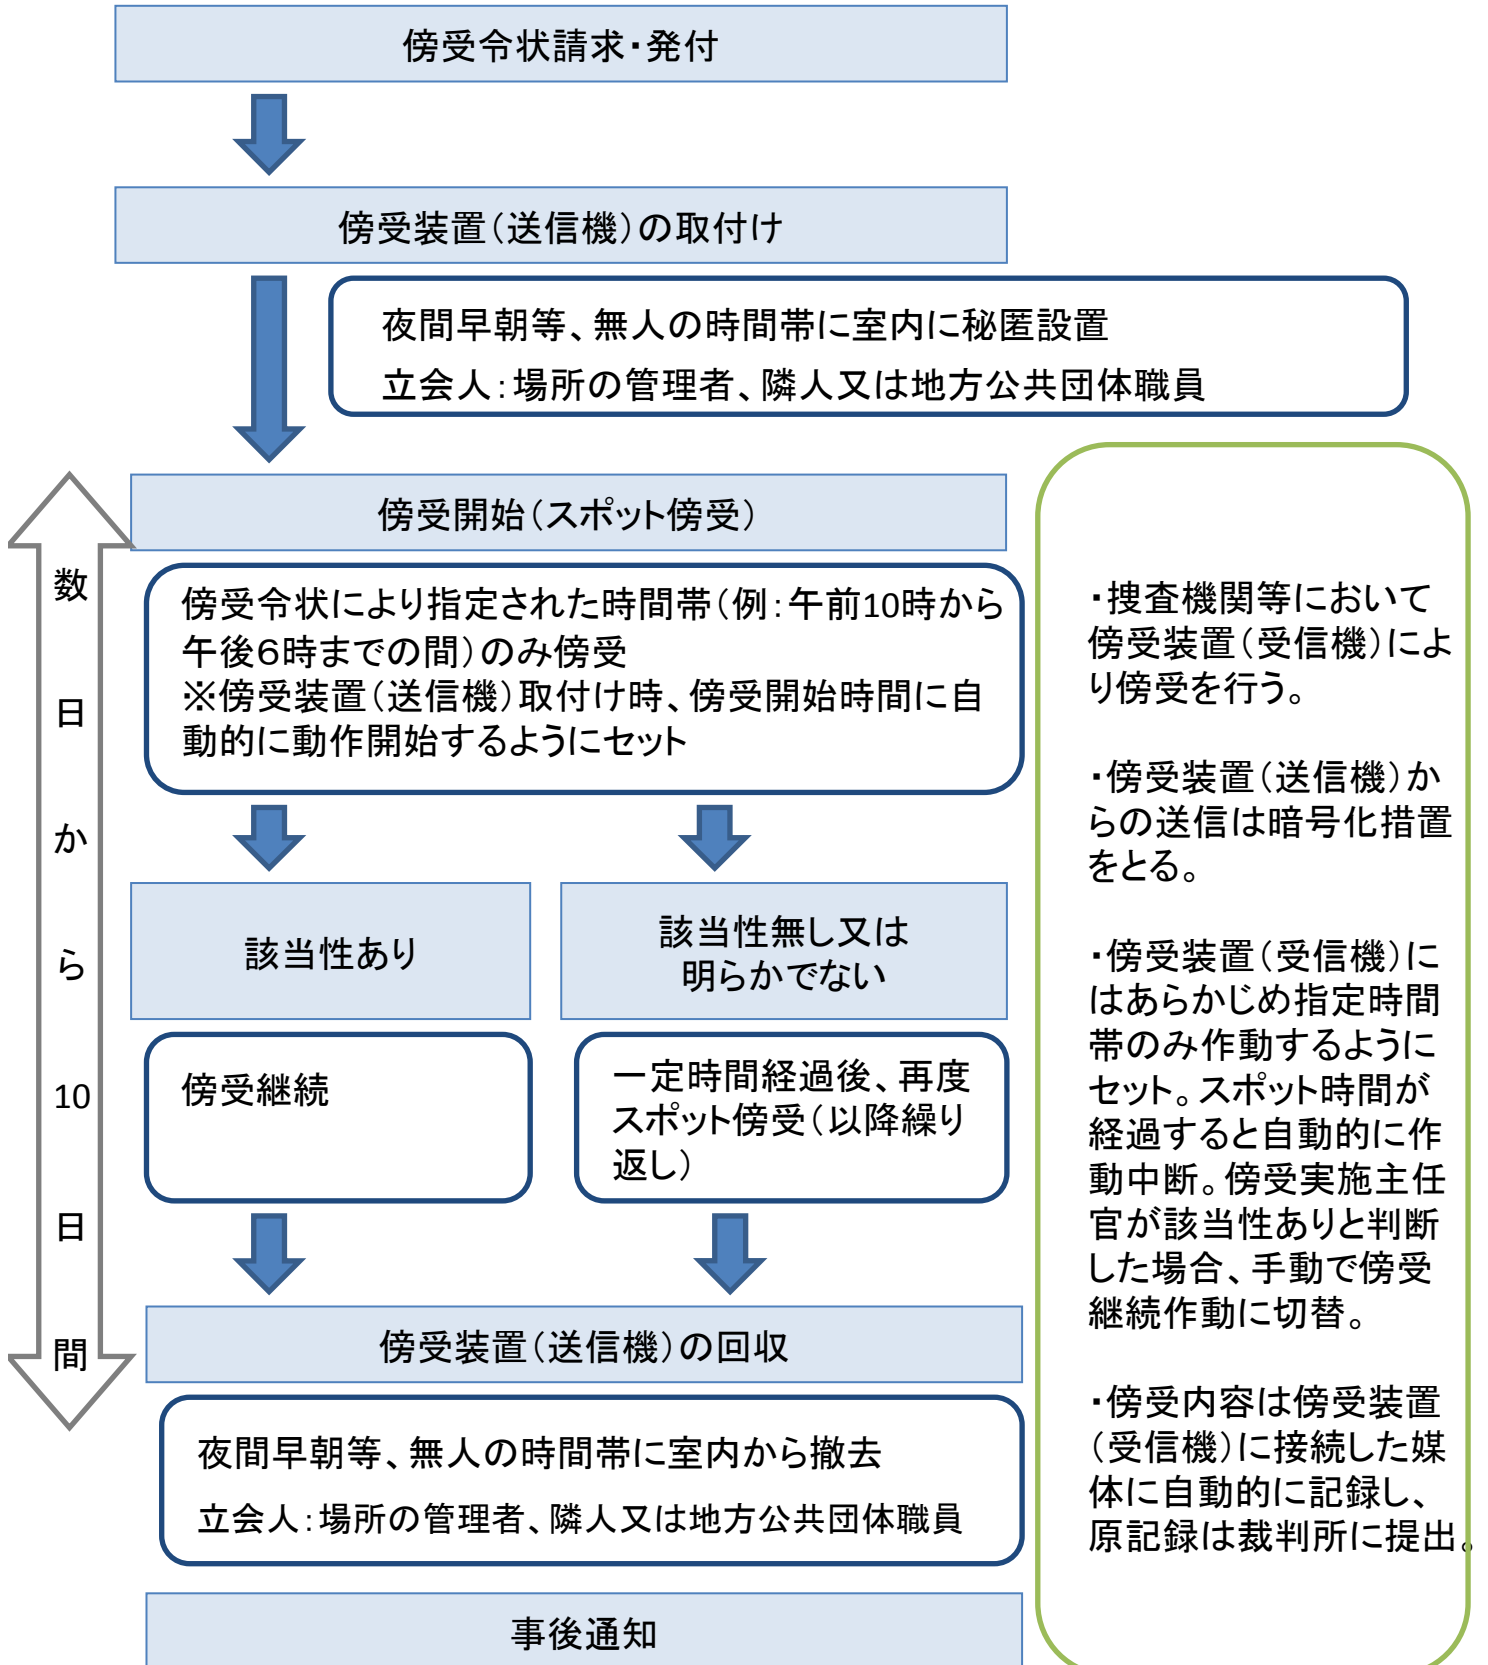 傍受令状請求・発付
傍受装置（送信機）の取付け
夜間早朝等、無人の時間帯に室内に秘匿設置
立会人：場所の管理者、隣人又は地方公共団体職員
傍受開始（スポット傍受）
傍受令状により指定された時間帯（例：午前10時から
午後６時までの間）のみ傍受
※傍受装置（送信機）取付け時、傍受開始時間に自
動的に動作開始するようにセット
数日から10日間
該当性あり
該当性無し又は
明らかでない
傍受継続
一定時間経過後、再度
スポット傍受（以降繰り
返し）
傍受装置（送信機）の回収
夜間早朝等、無人の時間帯に室内から撤去
立会人：場所の管理者、隣人又は地方公共団体職員
事後通知
・捜査機関等において
傍受装置（受信機）によ
り傍受を行う。
・傍受装置（送信機）か
らの送信は暗号化措置
をとる。
・傍受装置（受信機）に
はあらかじめ指定時間
帯のみ作動するように
セット。スポット時間が
経過すると自動的に作
動中断。傍受実施主任
官が該当性ありと判断
した場合、手動で傍受
継続作動に切替。
・傍受内容は傍受装置
（受信機）に接続した媒
体に自動的に記録し、
原記録は裁判所に提出。